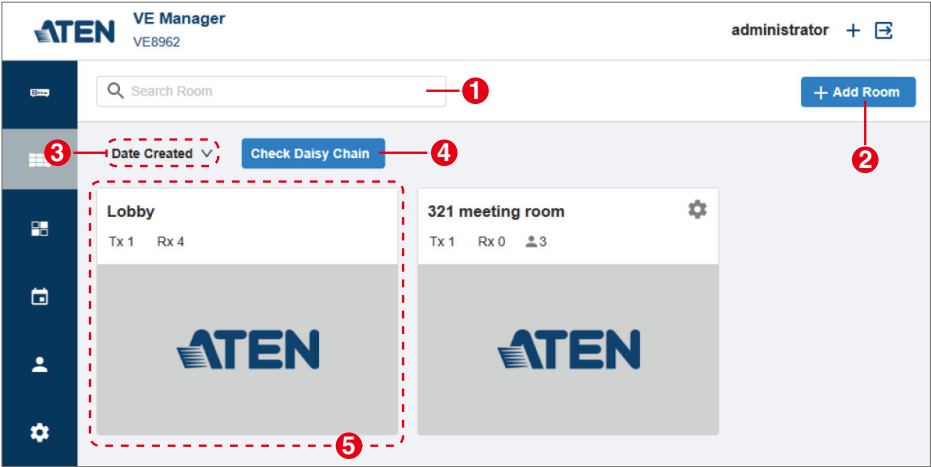 ATEN
VE Manager
VE8962
administrator
Search Room
1
+ Add Room
2
3
Date Created
Check Daisy Chain
4
Lobby
Tx 1 Rx 4
321 meeting room
Tx 1 Rx 0 3
ATEN
ATEN
5